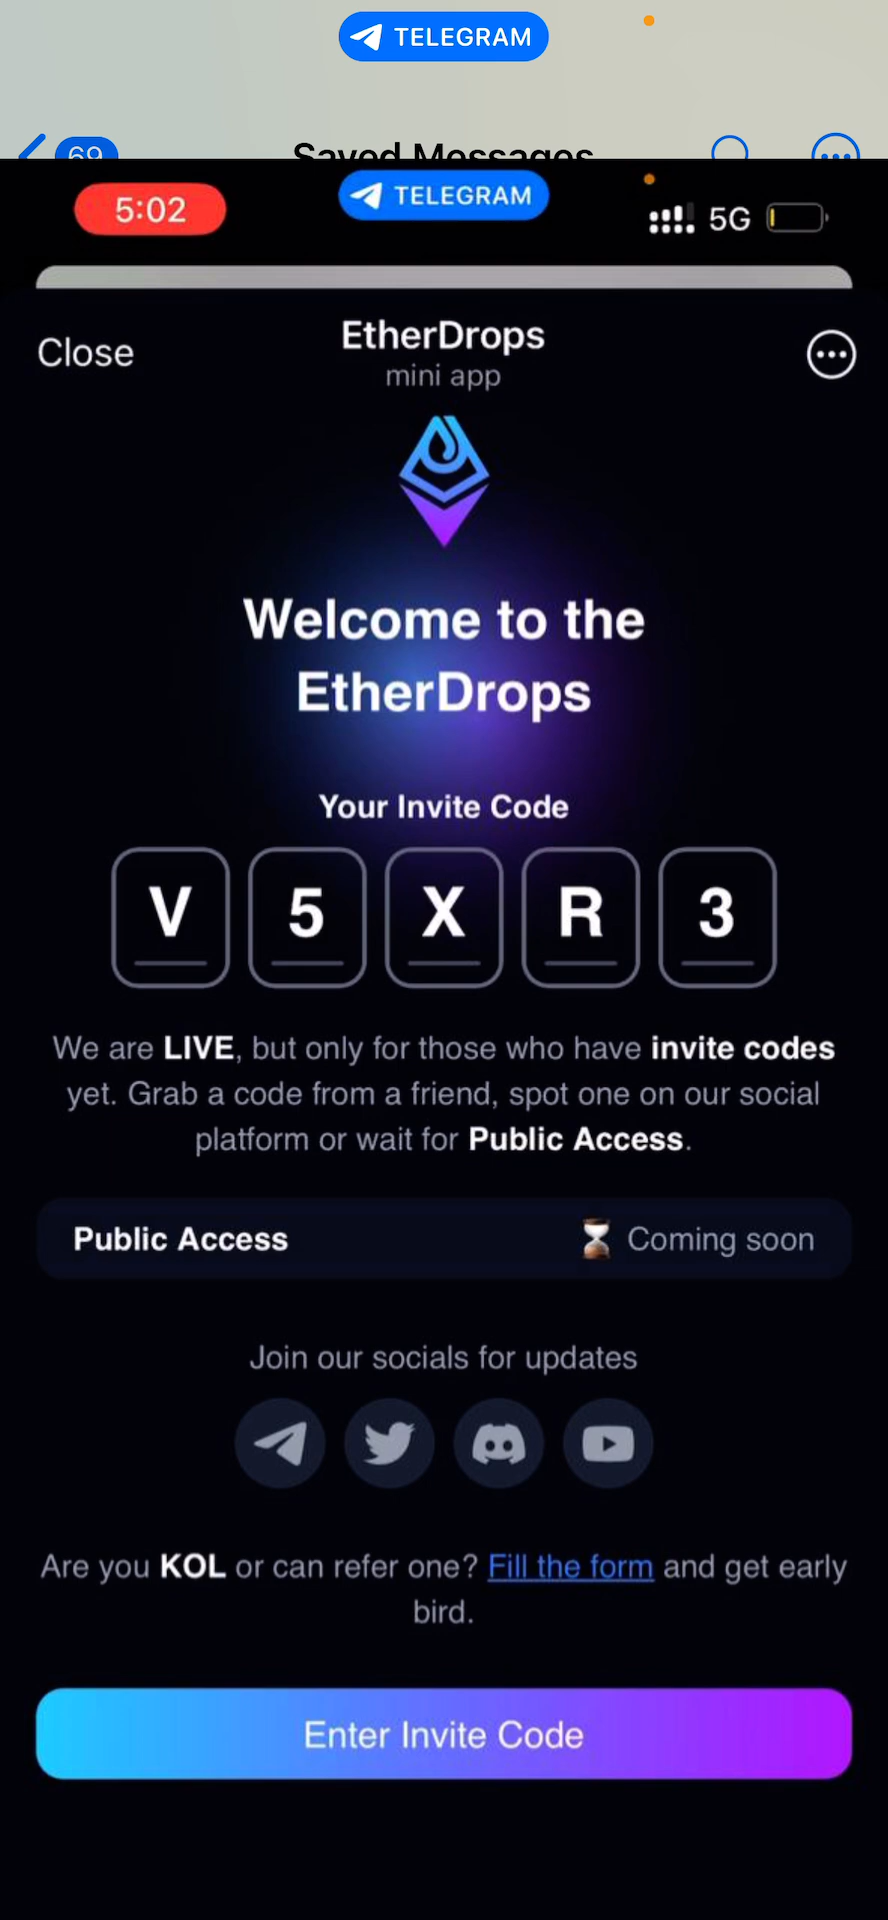 TELEGRAM
69
Saved Messages
5:02
TELEGRAM
5G
Close
EtherDrops
mini app
Welcome to the
EtherDrops
Your Invite Code
V 5 X R 3
We are LIVE, but only for those who have invite codes
yet. Grab a code from a friend, spot one on our social
platform or wait for Public Access.
Public Access
Coming soon
Join our socials for updates
Are you KOL or can refer one? Fill the form and get early
bird.
Enter Invite Code